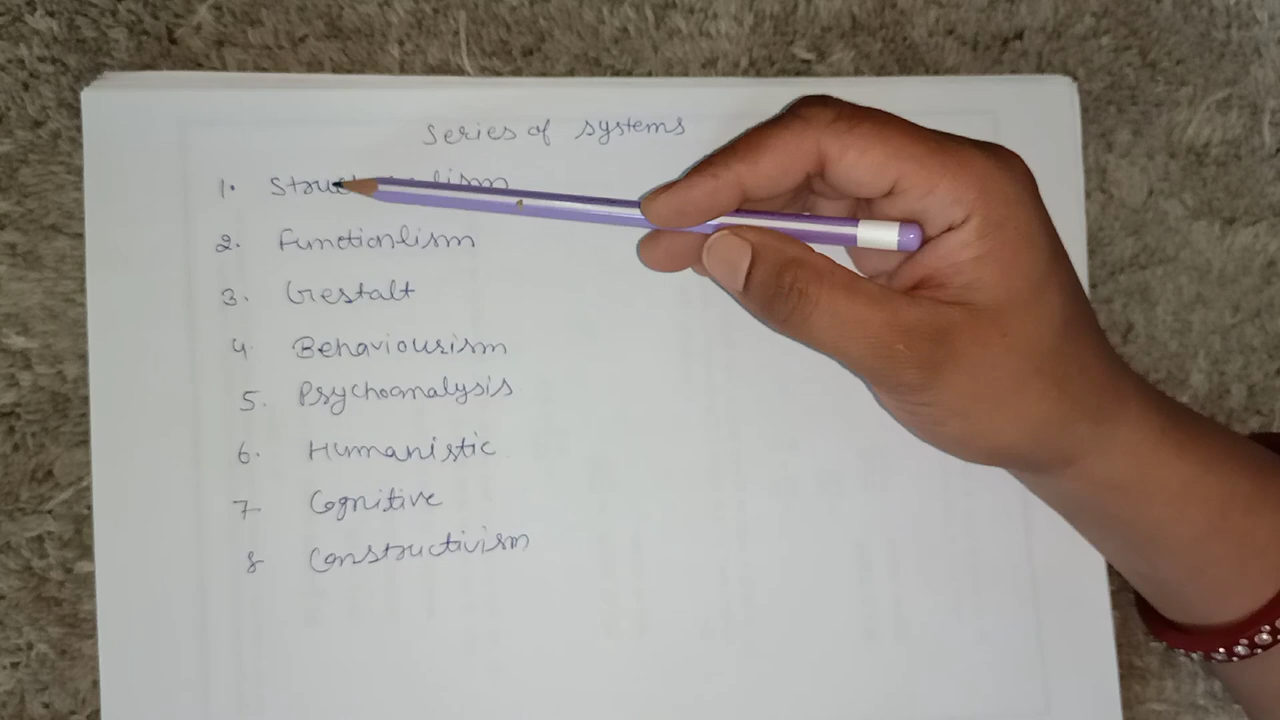 Series of systems
1.
2. Functionlism
3. Gestalt
4. Behaviourism
5. Psychoanalysis
6. Humanistic
7 Cognitive
8 Constructivism